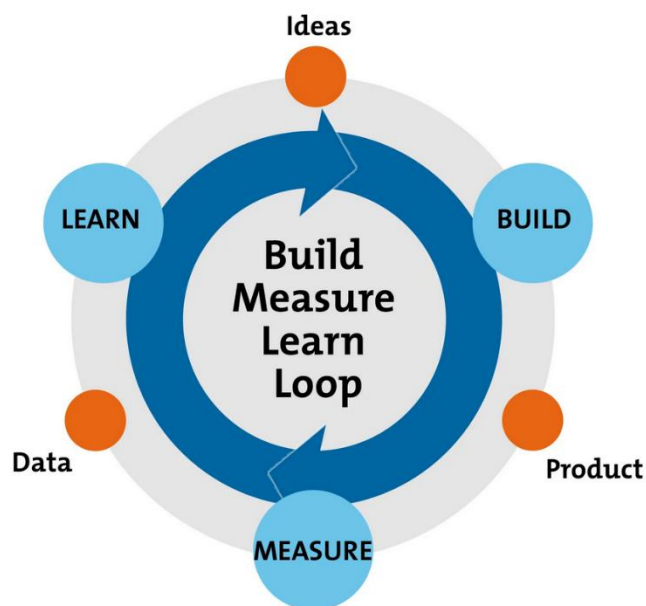 Ideas
LEARN
BUILD
Build
Measure
Learn
Loop
Data
Product
MEASURE